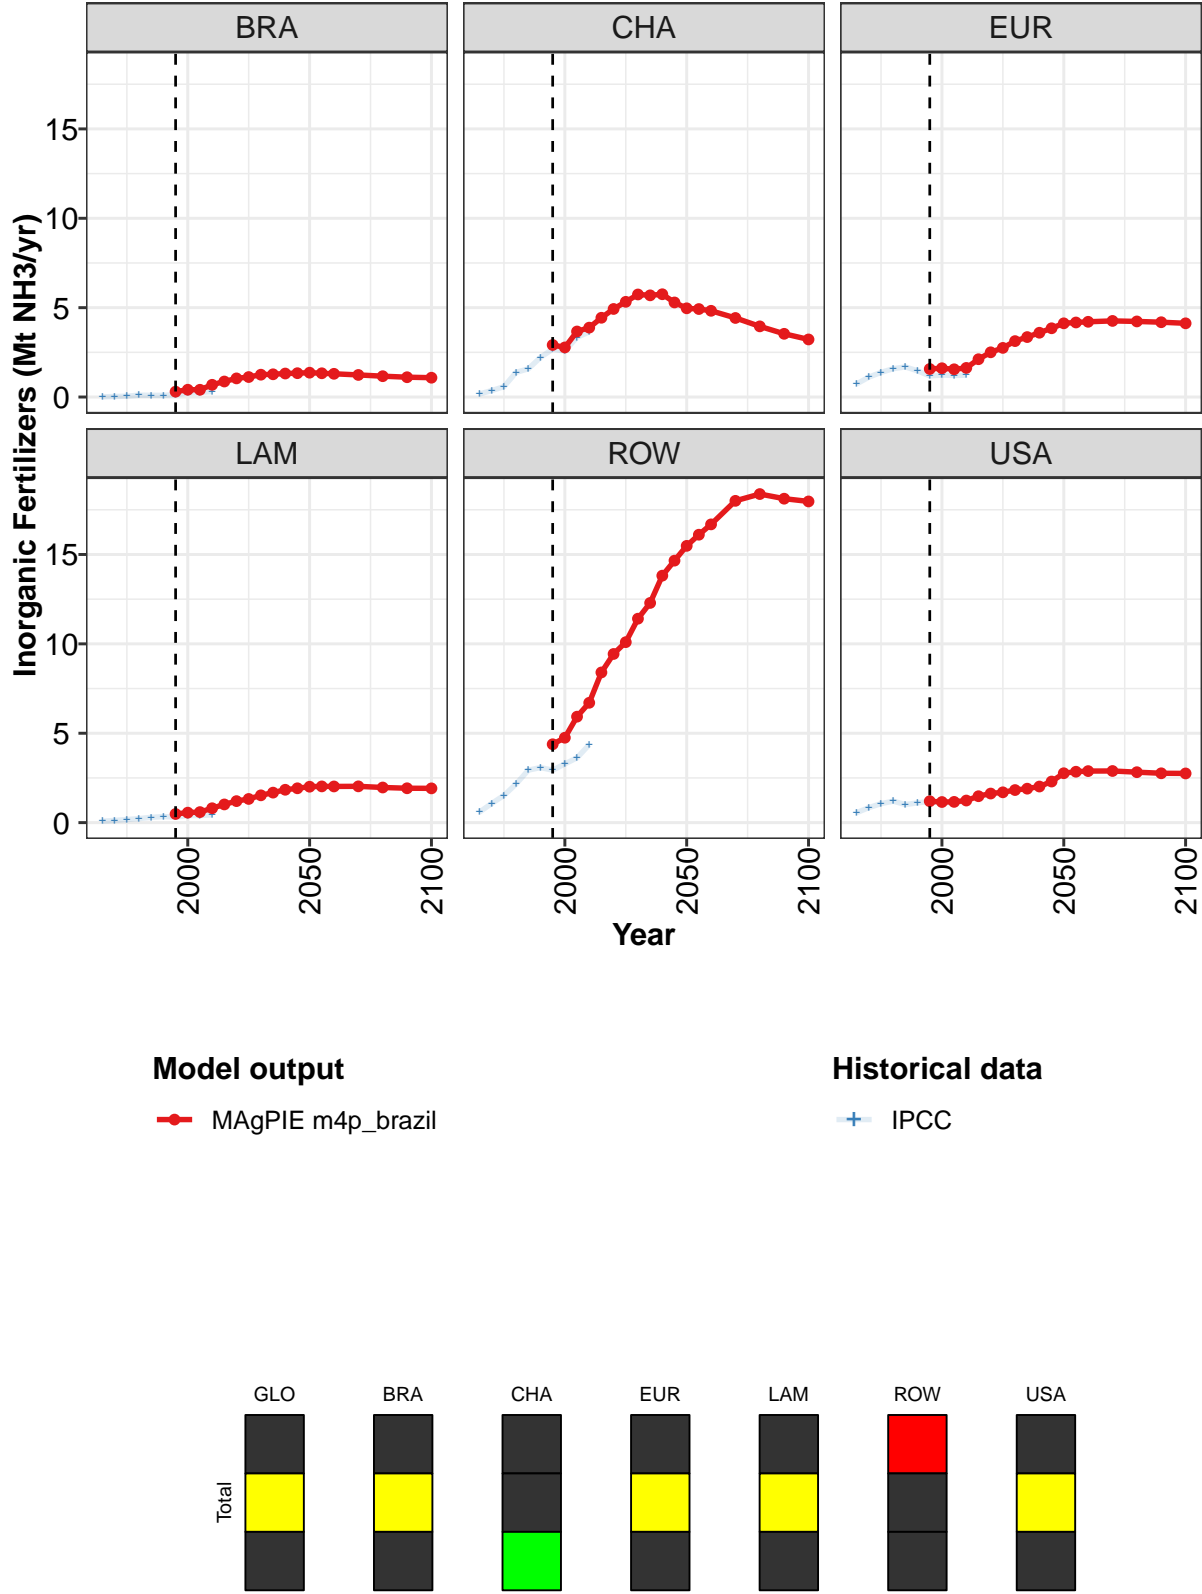 BRA CHA EUR
15
10
5
0
LAM ROW USA
15
10
5
0
Inorganic Fertilizers (Mt NH3/yr)
2000 2050 2100 2000 2050 2100 2000 2050 2100
Year
Model output
MAgPIE m4p_brazil
Historical data
IPCC
GLO BRA CHA EUR LAM ROW USA
Total